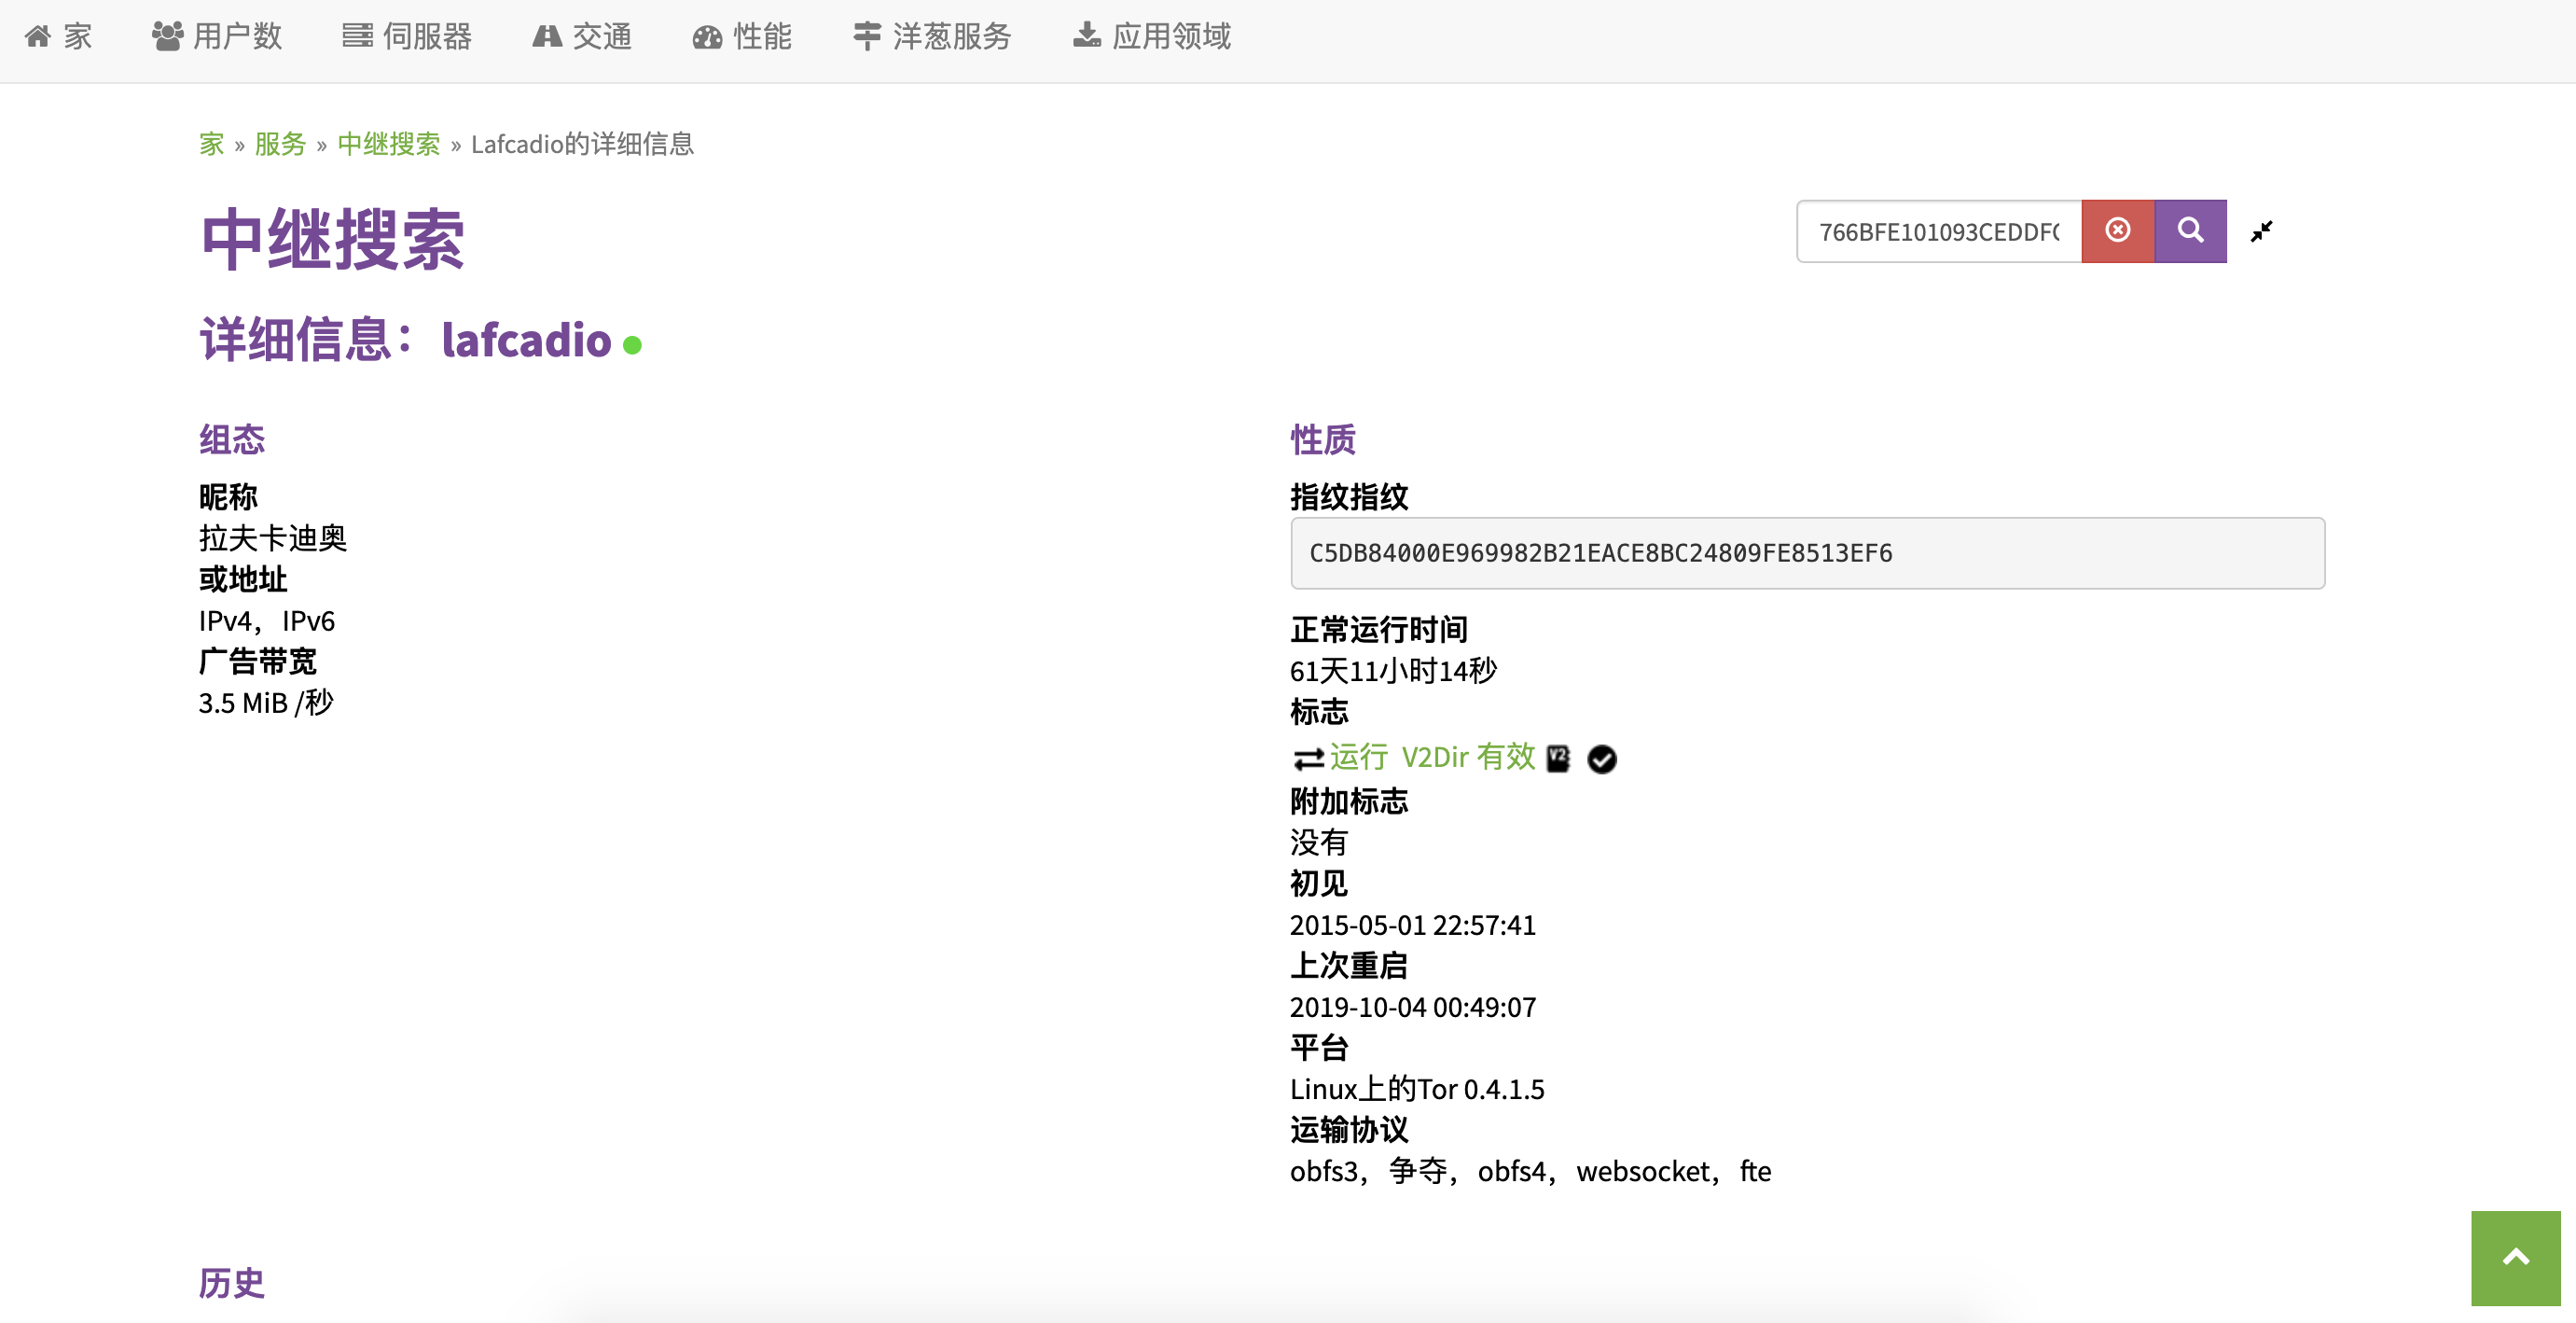 家 用户数 伺服器 交通 性能 洋葱服务 应用领域
家 » 服务 » 中继搜索 » Lafcadio的详细信息
中继搜索
766BFE101093CEDDF
详细信息：lafcadio
组态
昵称
拉夫卡迪奥
或地址
IPv4，IPv6
广告带宽
3.5 MiB /秒
性质
指纹指纹
C5DB84000E969982B21EACE8BC24809FE8513EF6
正常运行时间
61天11小时14秒
标志
运行 V2Dir 有效 V2
附加标志
没有
初见
2015-05-01 22:57:41
上次重启
2019-10-04 00:49:07
平台
Linux上的Tor 0.4.1.5
运输协议
obfs3，争夺，obfs4，websocket，fte
历史